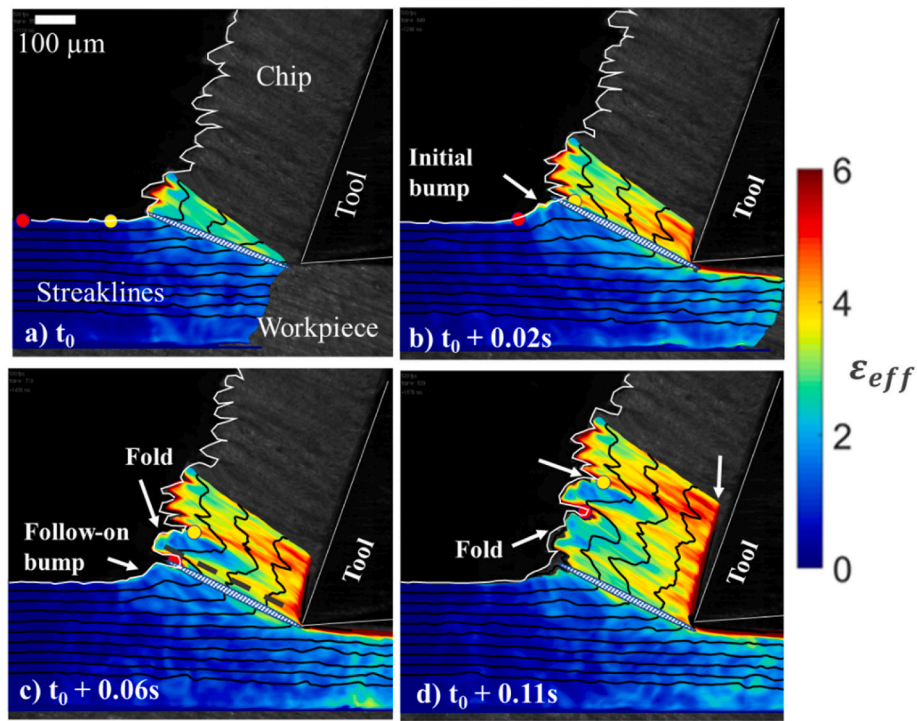 100 µm
Chip
Tool
Streaklines
Workpiece
a) t₀
Initial
bump
Tool
b) t₀ + 0.02s
6
4
2
0
ε_eff
Fold
Follow-on
bump
Tool
c) t₀ + 0.06s
Fold
Tool
d) t₀ + 0.11s